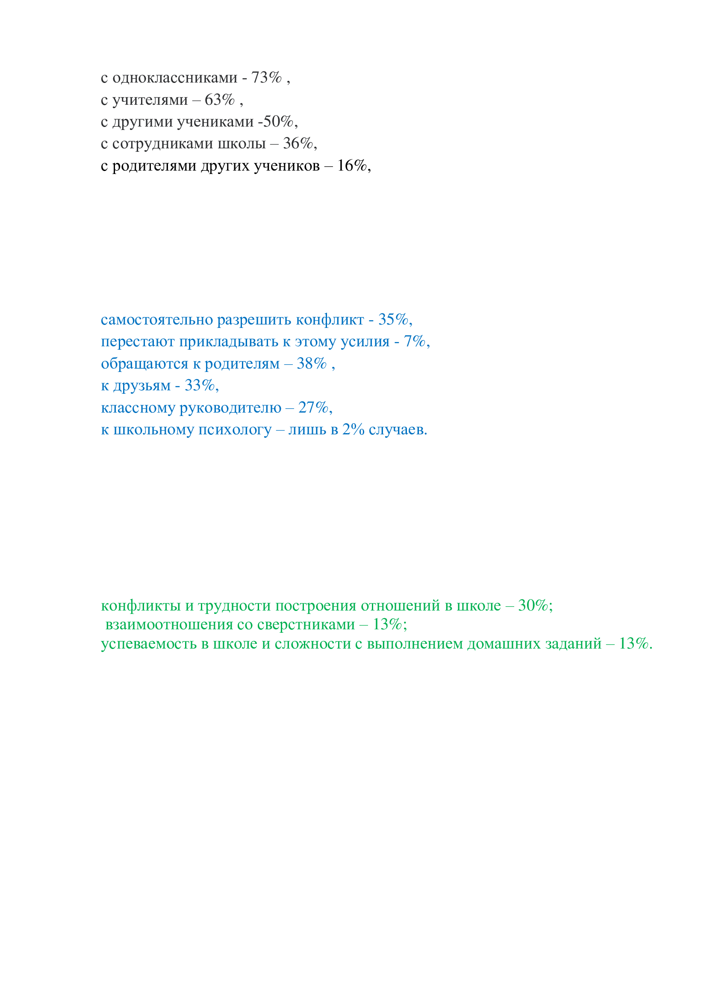 с одноклассниками - 73% ,
с учителями – 63% ,
с другими учениками -50%,
с сотрудниками школы – 36%,
с родителями других учеников – 16%,
самостоятельно разрешить конфликт - 35%,
перестают прикладывать к этому усилия - 7%,
обращаются к родителям – 38% ,
к друзьям - 33%,
классному руководителю – 27%,
к школьному психологу – лишь в 2% случаев.
конфликты и трудности построения отношений в школе – 30%;
взаимоотношения со сверстниками – 13%;
успеваемость в школе и сложности с выполнением домашних заданий – 13%.